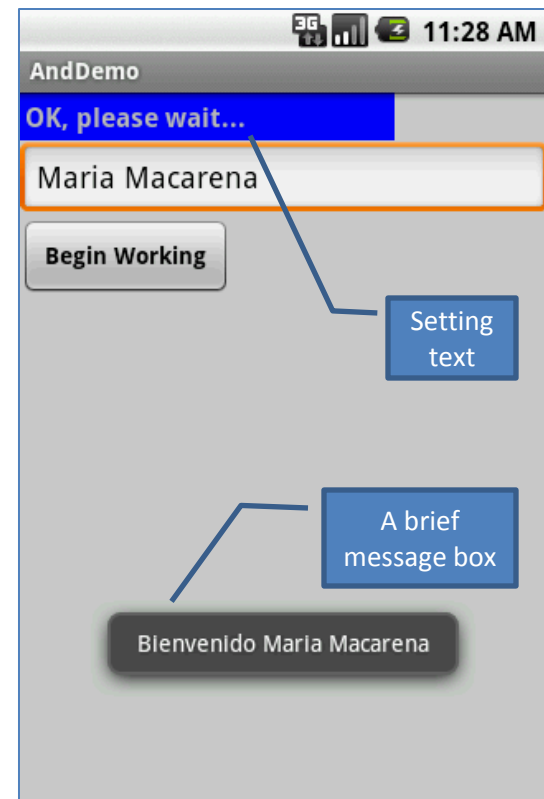 3G 11:28 AM
AndDemo
OK, please wait...
Maria Macarena
Begin Working
Setting
text
A brief
message box
Bienvenido Maria Macarena